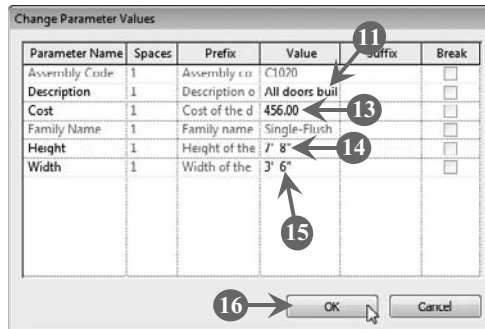 Change Parameter Values
Parameter Name Spaces Prefix Value Suffix Break
11
Assembly Code 1 Assembly co C1020
Description 1 Description o All doors buil
Cost 1 Cost of the d 456.00 13
Family Name 1 Family name Single-Flush
Height 1 Height of the 7' 8" 14
Width 1 Width of the 3' 6"
15
16 OK Cancel